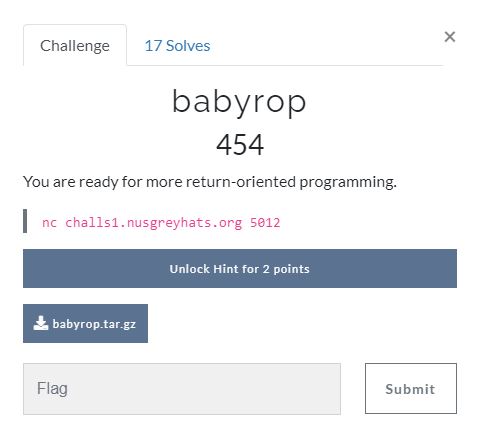 Challenge
17 Solves
×
babyrop
454
You are ready for more return-oriented programming.
nc challs1.nusgreyhats.org 5012
Unlock Hint for 2 points
babyrop.tar.gz
Flag
Submit